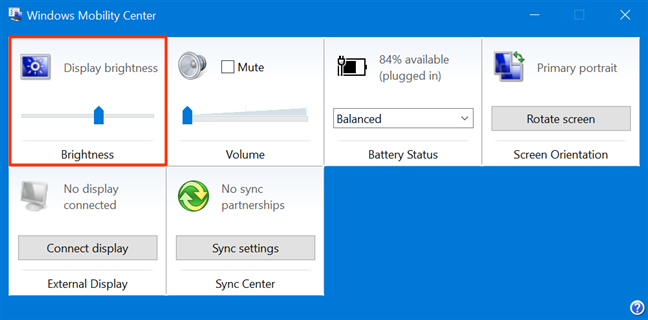 Windows Mobility Center
Display brightness
Brightness
Mute
Volume
84% available
(plugged in)
Balanced
Battery Status
Primary portrait
Rotate screen
Screen Orientation
No display
connected
Connect display
External Display
No sync
partnerships
Sync settings
Sync Center